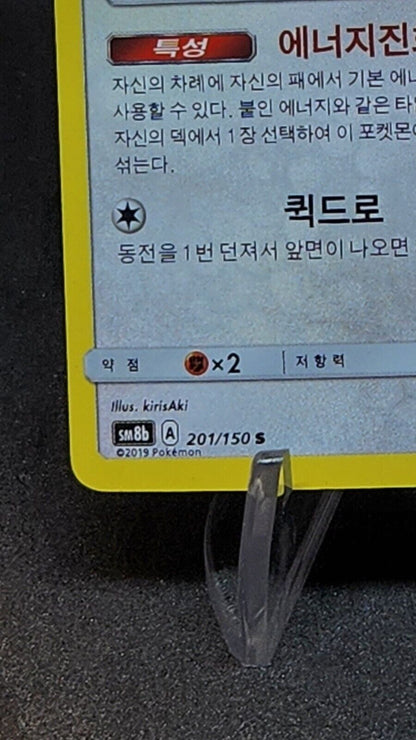 특성 에너지진화
자신의 차례에 자신의 패에서 기본 에너
사용할 수 있다. 붙인 에너지와 같은 타
자신의 덱에서 1장 선택하여 이 포켓몬
섞는다.
퀵드로
동전을 1번 던져서 앞면이 나오면
약점 ×2 저항력
Illus. kirisAki
SM8b A 201/150 S
©2019 Pokémon